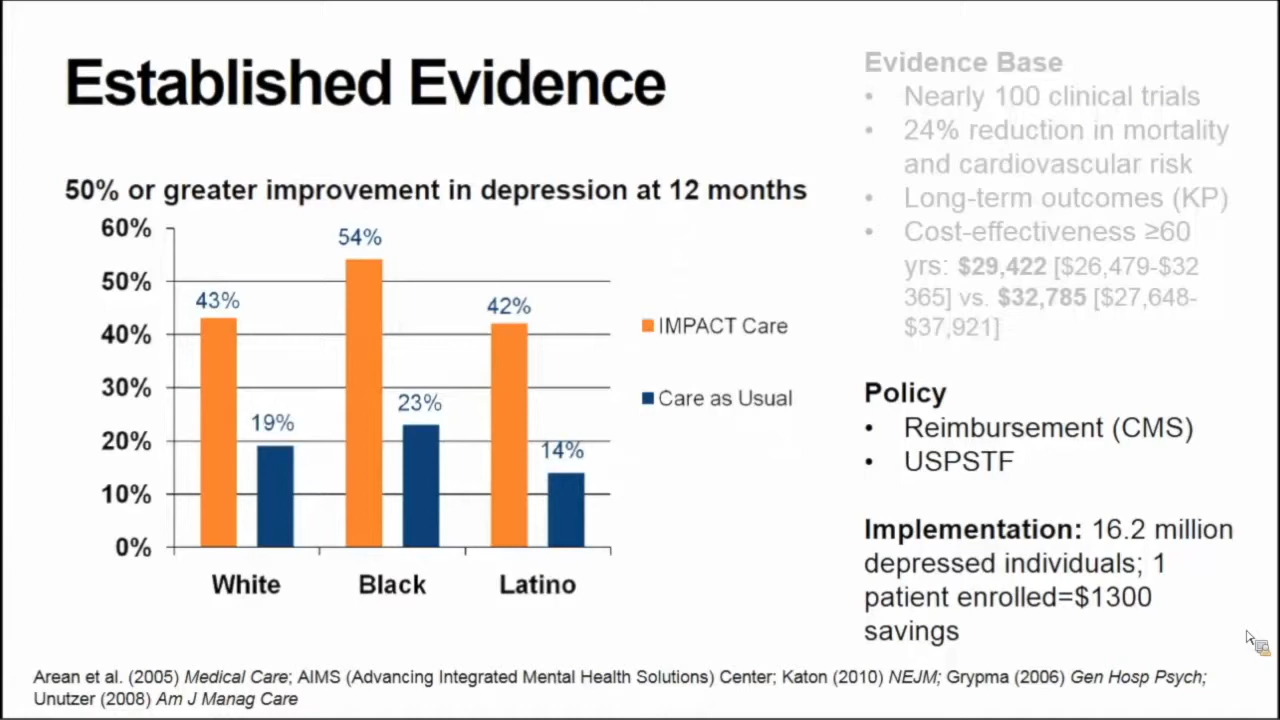 Established Evidence
50% or greater improvement in depression at 12 months
60%
50%
40%
30%
20%
10%
0%
43%
19%
54%
23%
42%
14%
White
Black
Latino
IMPACT Care
Care as Usual
Evidence Base
• Nearly 100 clinical trials
• 24% reduction in mortality
and cardiovascular risk
• Long-term outcomes (KP)
• Cost-effectiveness ≥60
yrs: $29,422 [$26,479-$32
365] vs. $32,785 [$27,648-
$37,921]
Policy
• Reimbursement (CMS)
• USPSTF
Implementation: 16.2 million
depressed individuals; 1
patient enrolled=$1300
savings
Arean et al. (2005) Medical Care; AIMS (Advancing Integrated Mental Health Solutions) Center; Katon (2010) NEJM; Grypma (2006) Gen Hosp Psych;
Unutzer (2008) Am J Manag Care